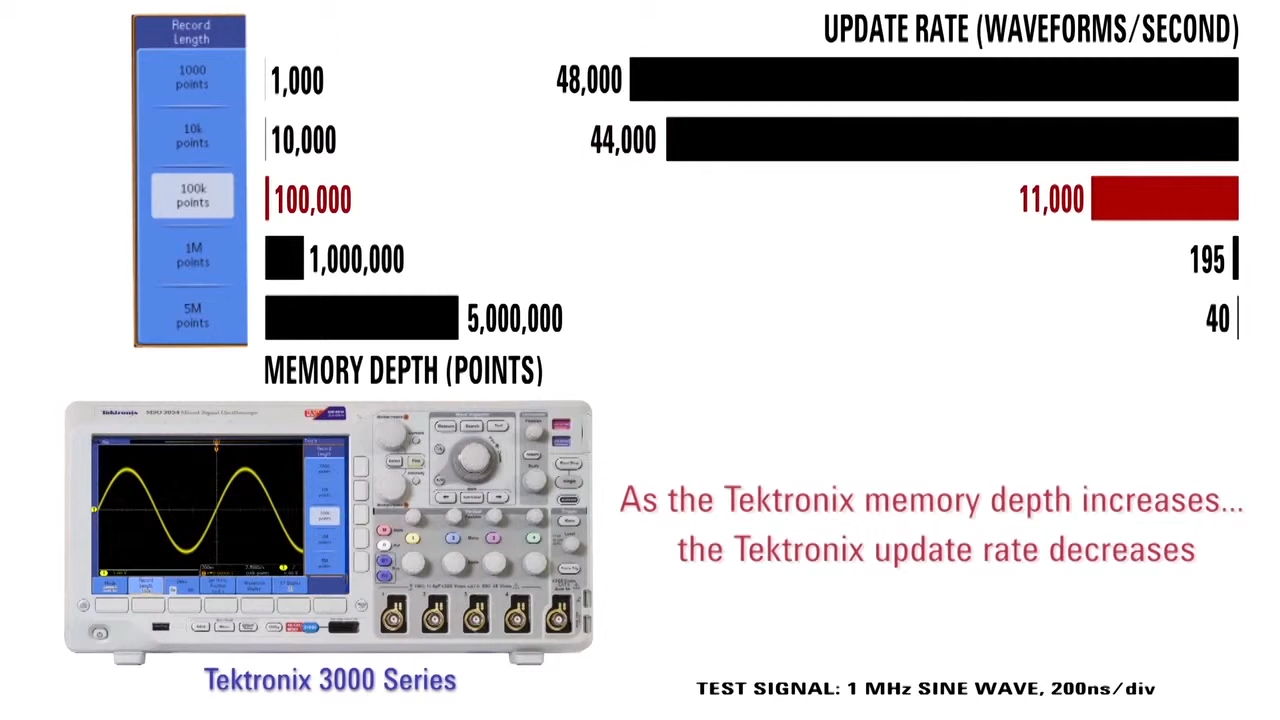 Record
Length
UPDATE RATE (WAVEFORMS/SECOND)
1000
points
1,000
48,000
10k
points
10,000
44,000
100k
points
100,000
11,000
1M
points
1,000,000
195
5M
points
5,000,000
40
MEMORY DEPTH (POINTS)
Tektronix
As the Tektronix memory depth increases...
the Tektronix update rate decreases
Tektronix 3000 Series
TEST SIGNAL: 1 MHz SINE WAVE, 200ns/div